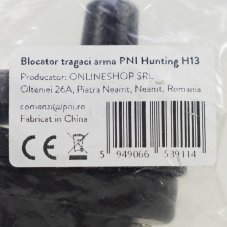 Blocator tragaci arma PNI Hunting H13
Producator: ONLINESHOP SRL
Olteniei 26A, Piatra Neamt, Neamt, Romania
comenzi@pni.ro
Fabricat in China
CE
5 949066 539114